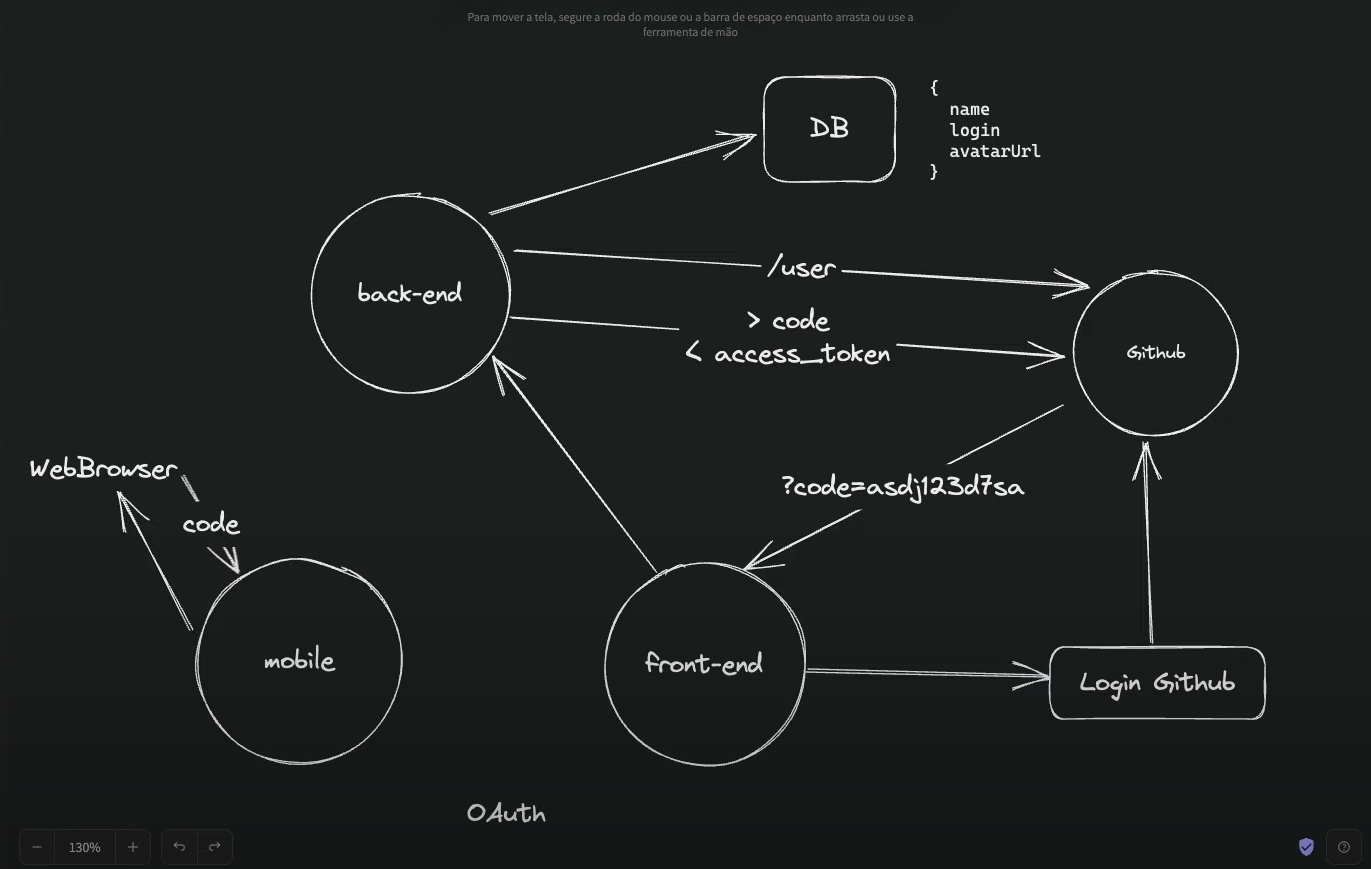 Para mover a tela, segure a roda do mouse ou a barra de espaço enquanto arrasta ou use a
ferramenta de mão
DB
{
name
login
avatarUrl
}
/user
back-end
> code
< access_token
Github
WebBrowser
?code=asdj123d7sa
code
mobile
front-end
Login Github
OAuth
− 130% +